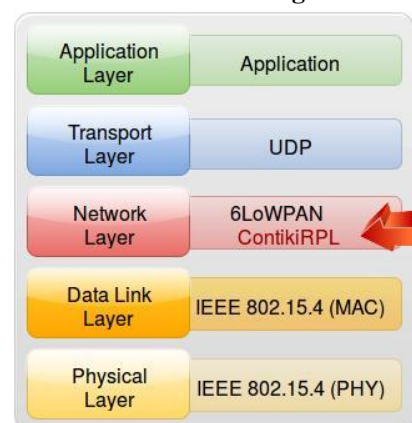 Application
Layer
Application
Transport
Layer
UDP
Network
Layer
6LoWPAN
ContikiRPL
Data Link
Layer
IEEE 802.15.4 (MAC)
Physical
Layer
IEEE 802.15.4 (PHY)